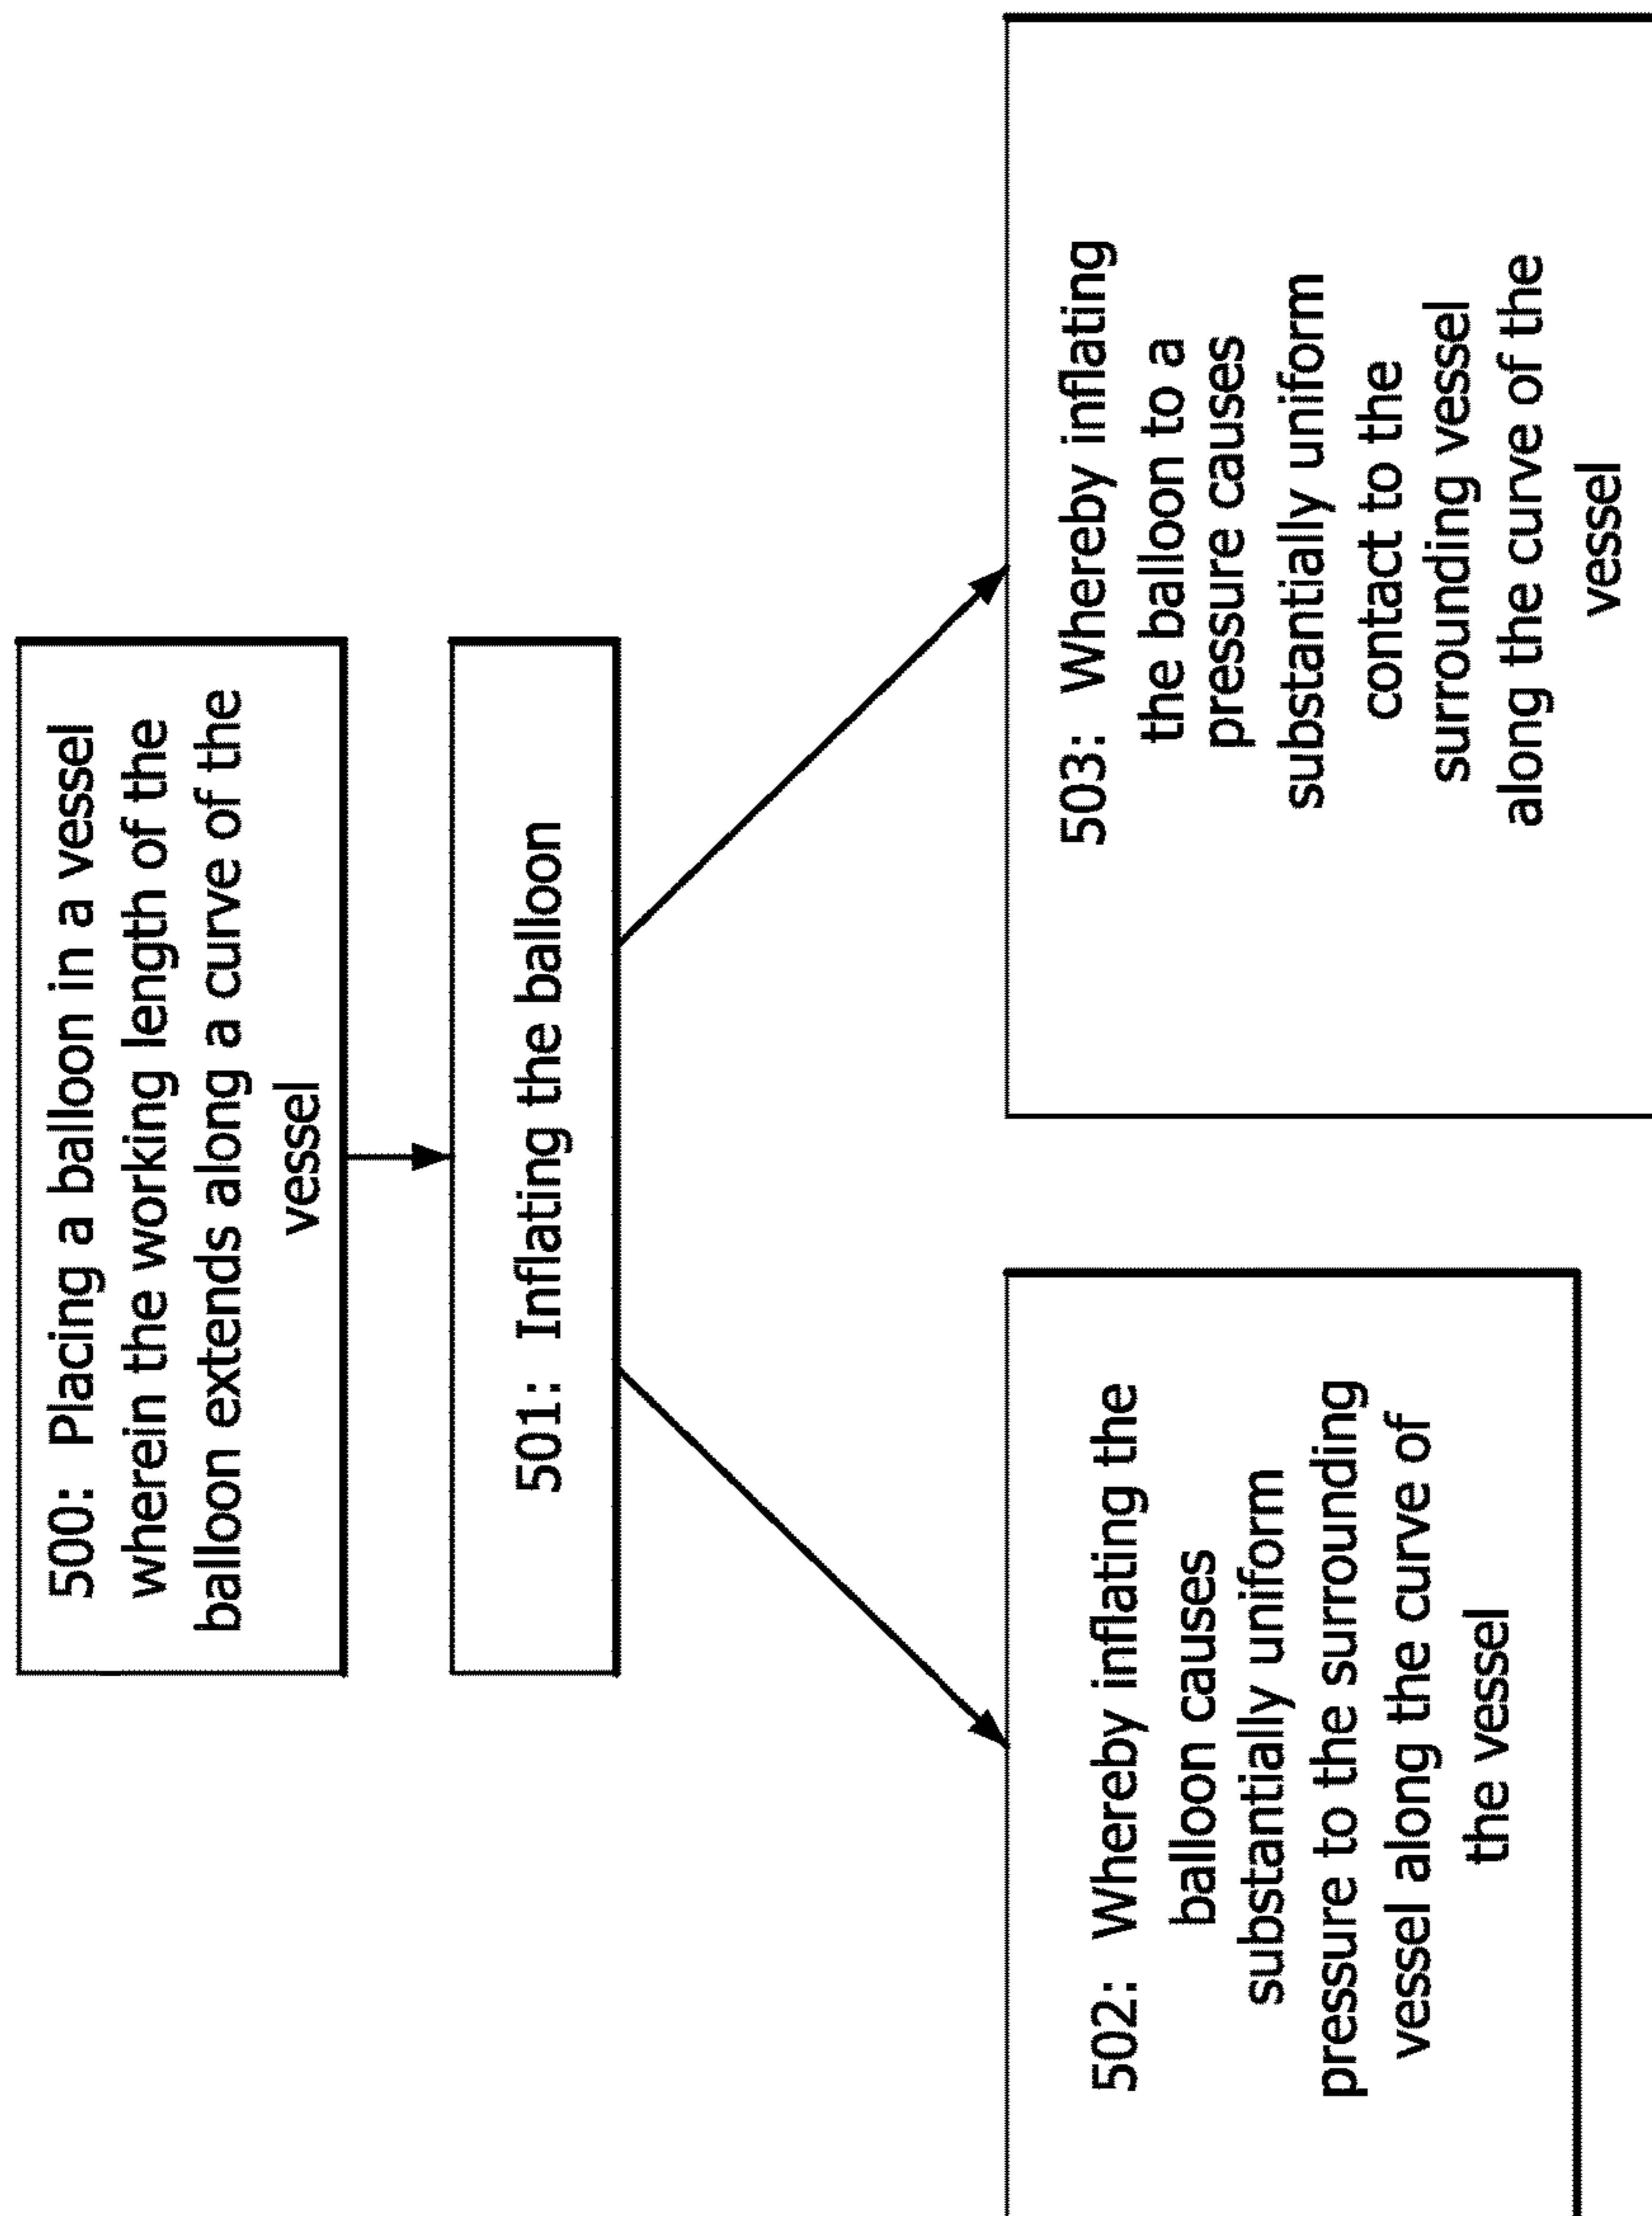 500: Placing a balloon in a vessel
wherein the working length of the
balloon extends along a curve of the
vessel
501: Inflating the balloon
502: Whereby inflating the
balloon causes
substantially uniform
pressure to the surrounding
vessel along the curve of
the vessel
503: Whereby inflating
the balloon to a
pressure causes
substantially uniform
contact to the
surrounding vessel
along the curve of the
vessel